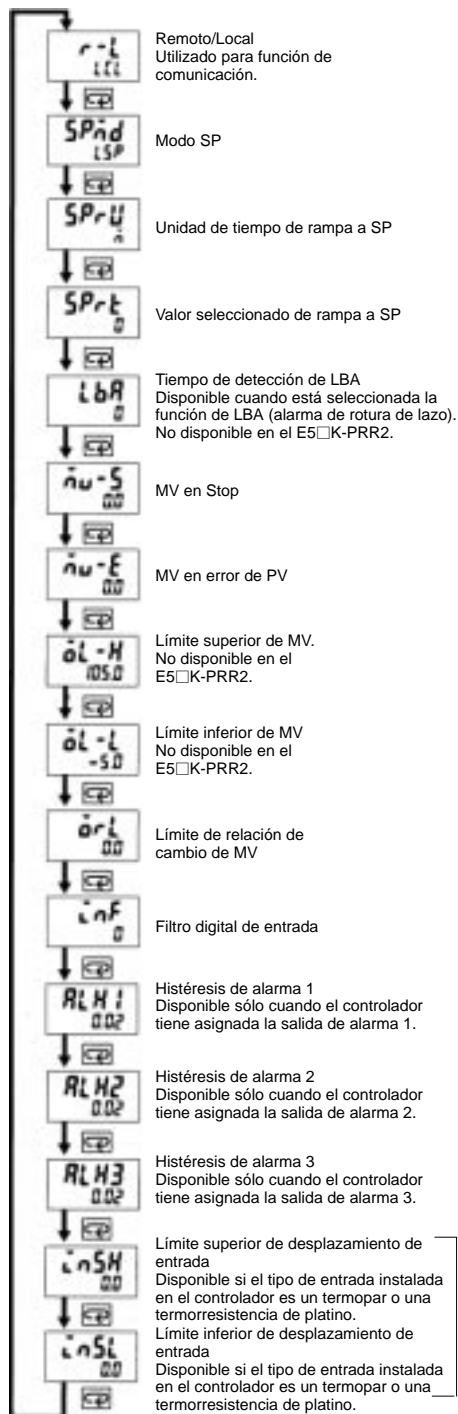 r-L
LCL
Remoto/Local
Utilizado para función de
comunicación.
SPmd
LSP
Modo SP
SPrU
m
Unidad de tiempo de rampa a SP
SPrt
0
Valor seleccionado de rampa a SP
LbA
0
Tiempo de detección de LBA
Disponible cuando está seleccionada la
función de LBA (alarma de rotura de lazo).
No disponible en el E5□K-PRR2.
mv-S
0.0
MV en Stop
mv-E
0.0
MV en error de PV
oL-H
105.0
Límite superior de MV.
No disponible en el
E5□K-PRR2.
oL-L
-5.0
Límite inferior de MV
No disponible en el
E5□K-PRR2.
orL
0.0
Límite de relación de
cambio de MV
inF
0
Filtro digital de entrada
ALH1
0.02
Histéresis de alarma 1
Disponible sólo cuando el controlador
tiene asignada la salida de alarma 1.
ALH2
0.02
Histéresis de alarma 2
Disponible sólo cuando el controlador
tiene asignada la salida de alarma 2.
ALH3
0.02
Histéresis de alarma 3
Disponible sólo cuando el controlador
tiene asignada la salida de alarma 3.
inSH
0.0
Límite superior de desplazamiento de
entrada
Disponible si el tipo de entrada instalada
en el controlador es un termopar o una
termorresistencia de platino.
inSL
0.0
Límite inferior de desplazamiento de
entrada
Disponible si el tipo de entrada instalada
en el controlador es un termopar o una
termorresistencia de platino.